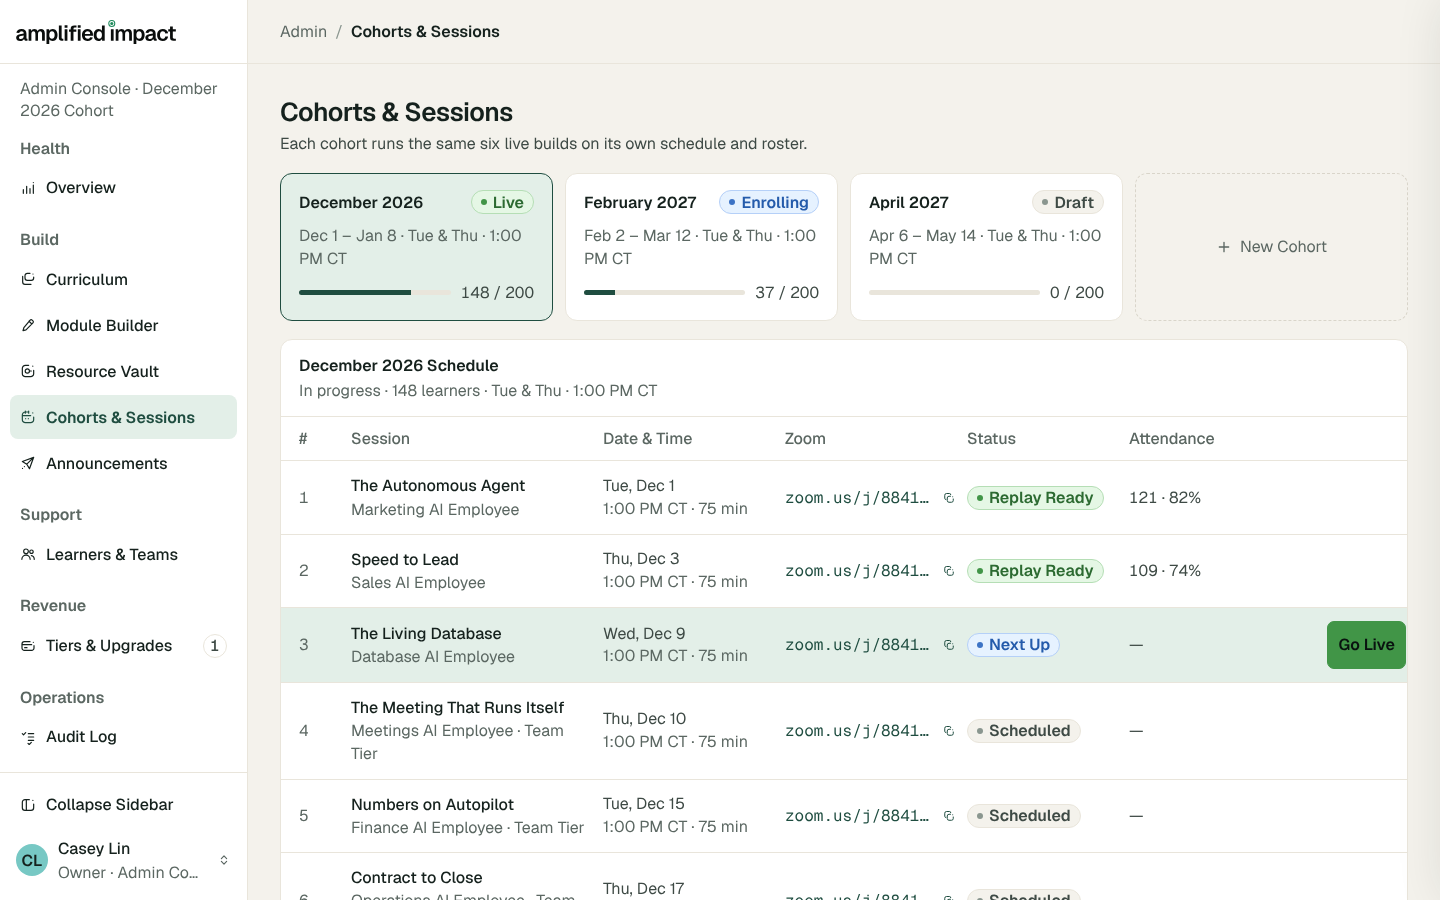 amplified impact
Admin / Cohorts & Sessions
Admin Console · December
2026 Cohort
Health
Overview
Build
Curriculum
Module Builder
Resource Vault
Cohorts & Sessions
Announcements
Support
Learners & Teams
Revenue
Tiers & Upgrades 1
Operations
Audit Log
Collapse Sidebar
CL
Casey Lin
Owner · Admin Co...
Cohorts & Sessions
Each cohort runs the same six live builds on its own schedule and roster.
December 2026 Live
Dec 1 – Jan 8 · Tue & Thu · 1:00
PM CT
148 / 200
February 2027 Enrolling
Feb 2 – Mar 12 · Tue & Thu · 1:00
PM CT
37 / 200
April 2027 Draft
Apr 6 – May 14 · Tue & Thu · 1:00
PM CT
0 / 200
+ New Cohort
December 2026 Schedule
In progress · 148 learners · Tue & Thu · 1:00 PM CT
# Session Date & Time Zoom Status Attendance
1 The Autonomous Agent Tue, Dec 1 zoom.us/j/8841… Replay Ready 121 · 82%
Marketing AI Employee 1:00 PM CT · 75 min
2 Speed to Lead Thu, Dec 3 zoom.us/j/8841… Replay Ready 109 · 74%
Sales AI Employee 1:00 PM CT · 75 min
3 The Living Database Wed, Dec 9 zoom.us/j/8841… Next Up — Go Live
Database AI Employee 1:00 PM CT · 75 min
4 The Meeting That Runs Itself Thu, Dec 10 zoom.us/j/8841… Scheduled —
Meetings AI Employee · Team 1:00 PM CT · 75 min
Tier
5 Numbers on Autopilot Tue, Dec 15 zoom.us/j/8841… Scheduled —
Finance AI Employee · Team Tier 1:00 PM CT · 75 min
6 Contract to Close Thu, Dec 17 Scheduled
Operations AI Employee · Team